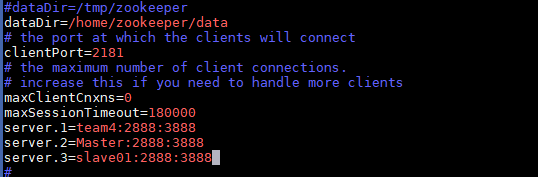 #dataDir=/tmp/zookeeper
dataDir=/home/zookeeper/data
# the port at which the clients will connect
clientPort=2181
# the maximum number of client connections.
# increase this if you need to handle more clients
maxClientCnxns=0
maxSessionTimeout=180000
server.1=team4:2888:3888
server.2=Master:2888:3888
server.3=slave01:2888:3888
#